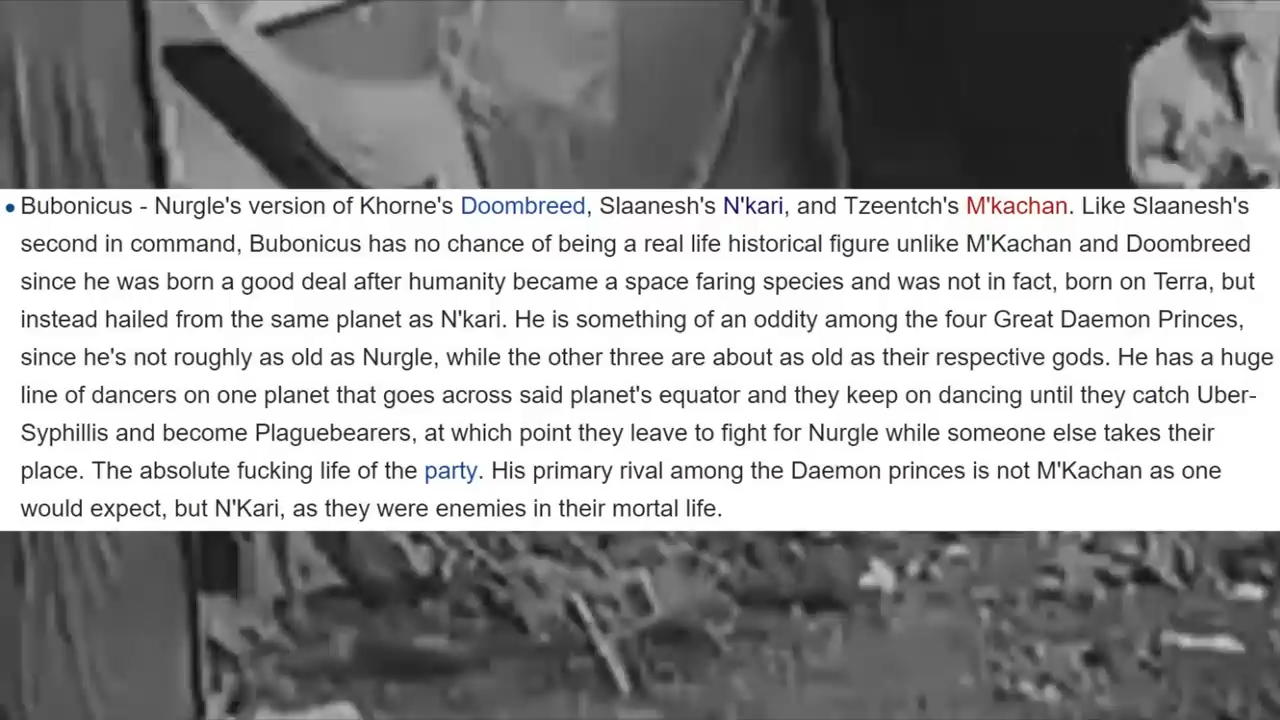 • Bubonicus - Nurgle's version of Khorne's Doombreed, Slaanesh's N'kari, and Tzeentch's M'kachan. Like Slaanesh's
second in command, Bubonicus has no chance of being a real life historical figure unlike M'Kachan and Doombreed
since he was born a good deal after humanity became a space faring species and was not in fact, born on Terra, but
instead hailed from the same planet as N'kari. He is something of an oddity among the four Great Daemon Princes,
since he's not roughly as old as Nurgle, while the other three are about as old as their respective gods. He has a huge
line of dancers on one planet that goes across said planet's equator and they keep on dancing until they catch Uber-
Syphillis and become Plaguebearers, at which point they leave to fight for Nurgle while someone else takes their
place. The absolute fucking life of the party. His primary rival among the Daemon princes is not M'Kachan as one
would expect, but N'Kari, as they were enemies in their mortal life.